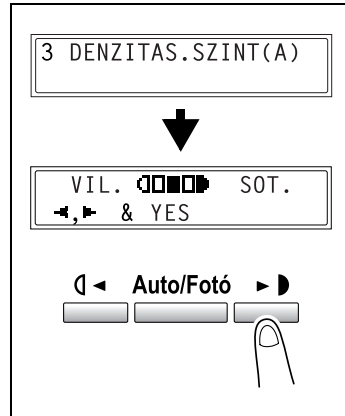 3 DENZITAS.SZINT(A)
VIL. SOT.
◄,► & YES
◄ Auto/Fotó ►